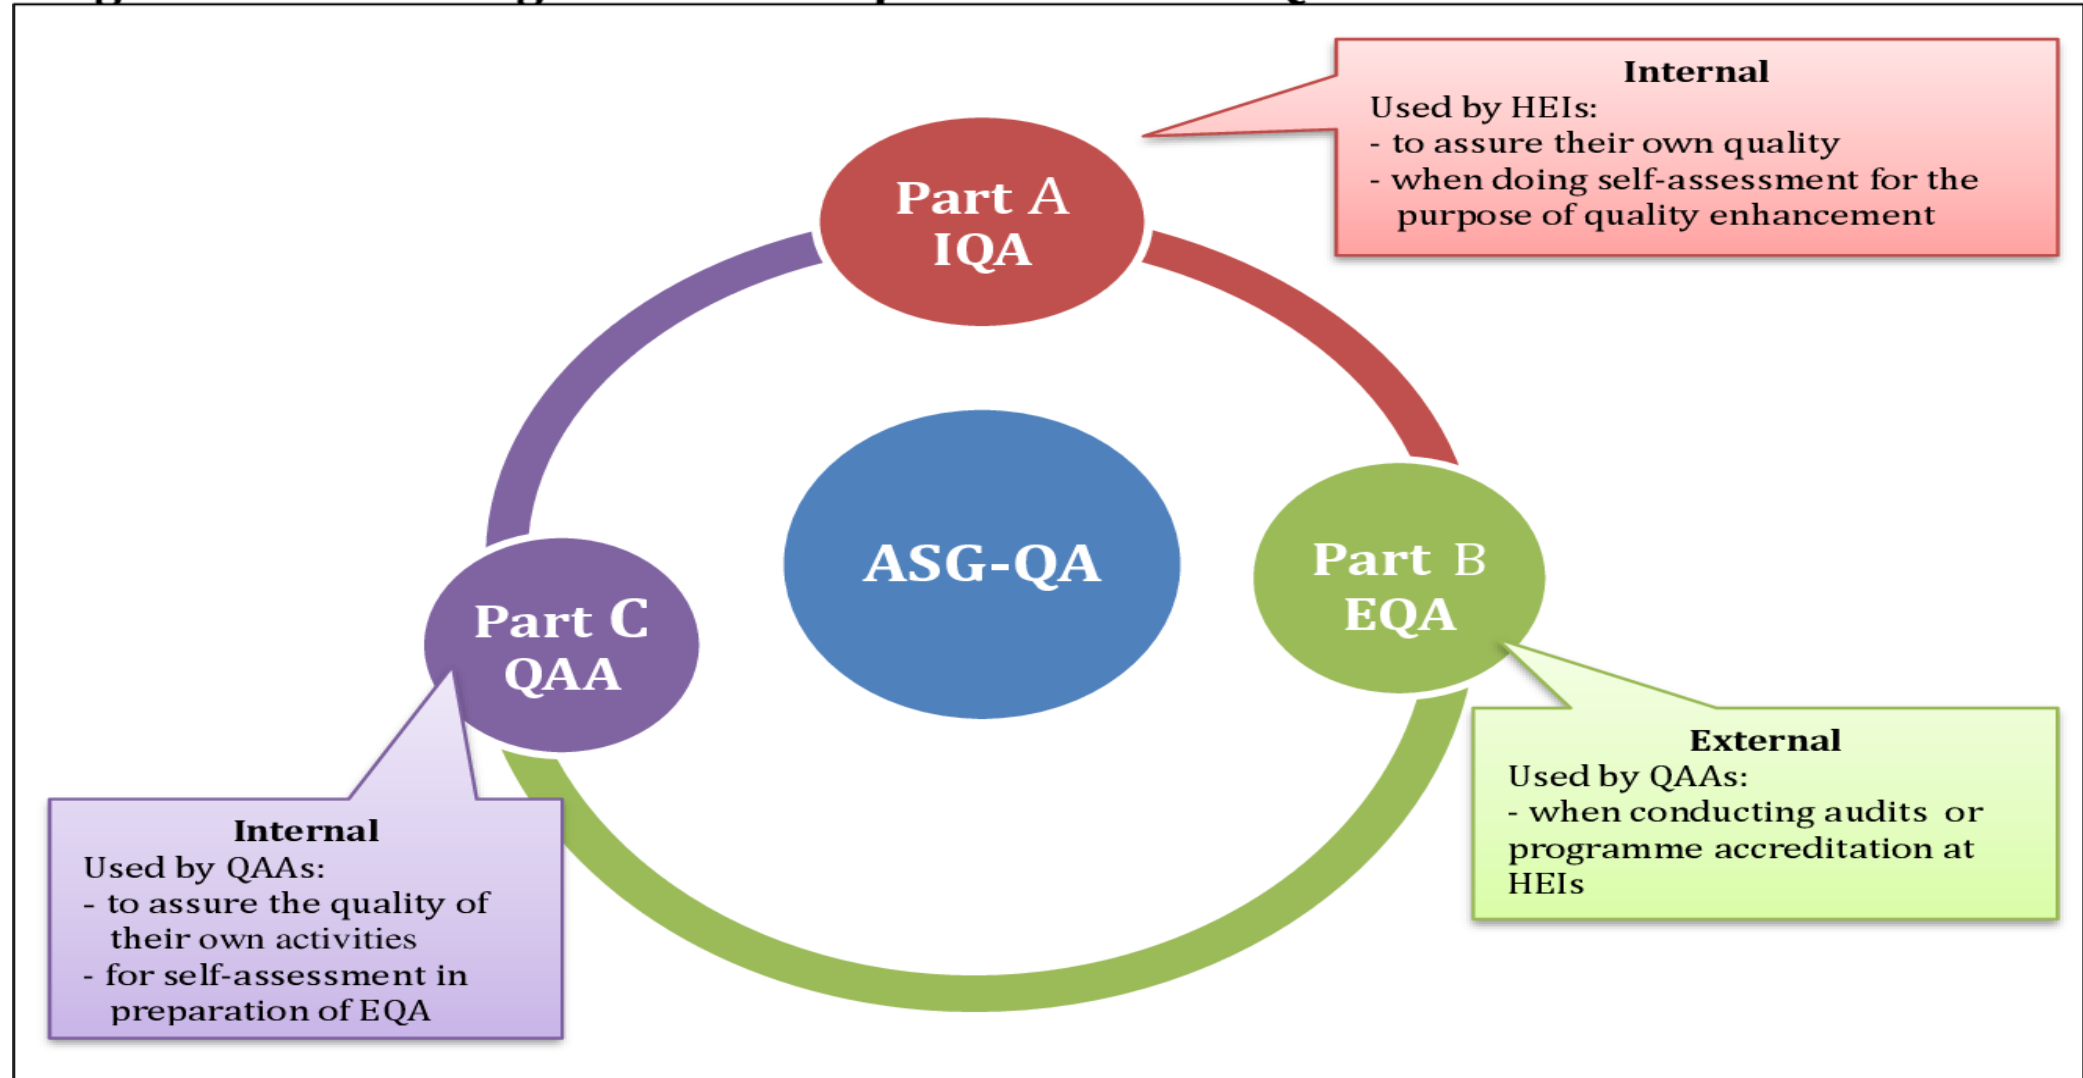 Internal
Used by HEIs:
- to assure their own quality
- when doing self-assessment for the
purpose of quality enhancement
Part A
IQA
ASG-QA
Part B
EQA
Part C
QAA
External
Used by QAAs:
- when conducting audits or
programme accreditation at
HEIs
Internal
Used by QAAs:
- to assure the quality of
their own activities
- for self-assessment in
preparation of EQA